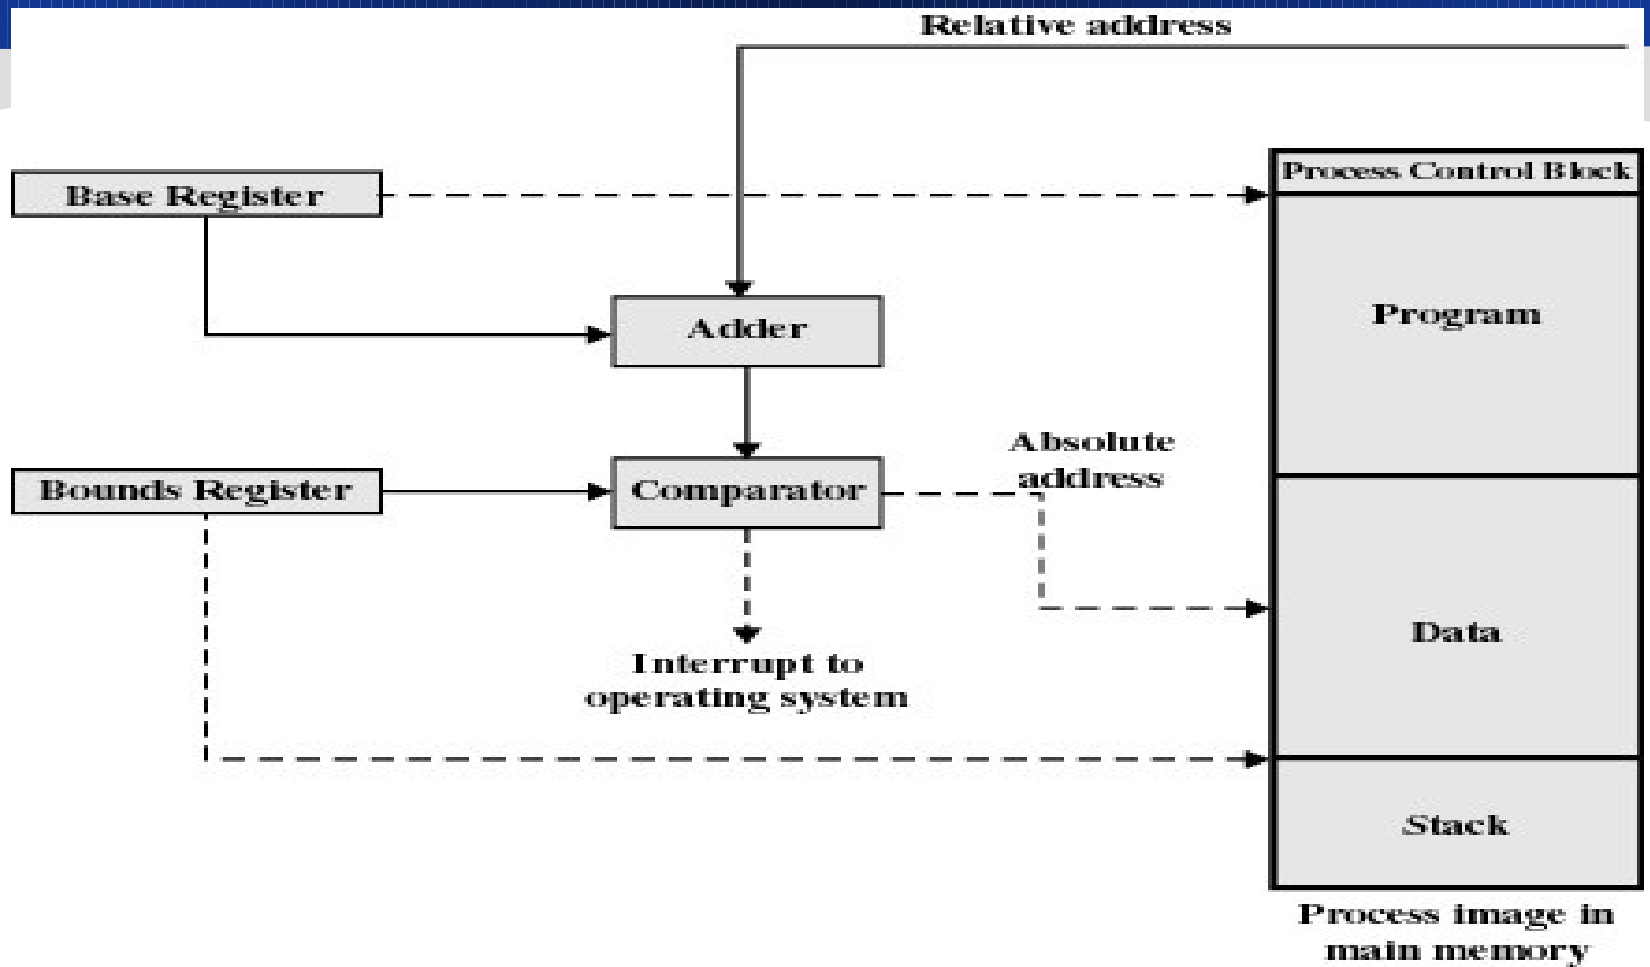 Relative address
Process Control Block
Base Register
Program
Adder
Absolute
address
Bounds Register
Comparator
Data
Interrupt to
operating system
Stack
Process image in
main memory